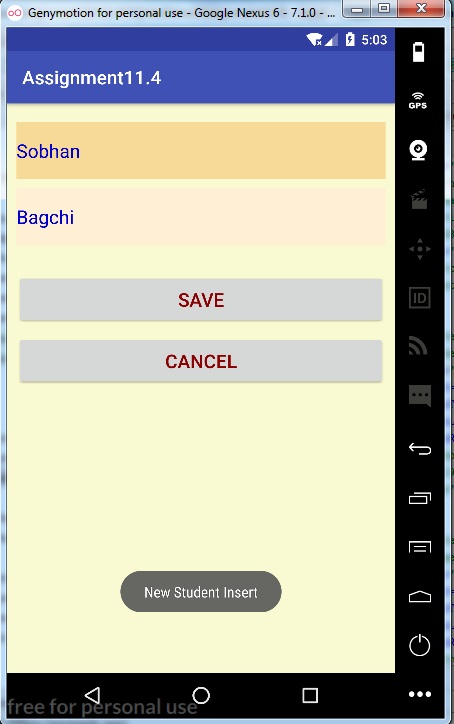 Genymotion for personal use - Google Nexus 6 - 7.1.0 - ...
5:03
Assignment11.4
GPS
Sobhan
Bagchi
ID
SAVE
CANCEL
New Student Insert
free for personal use